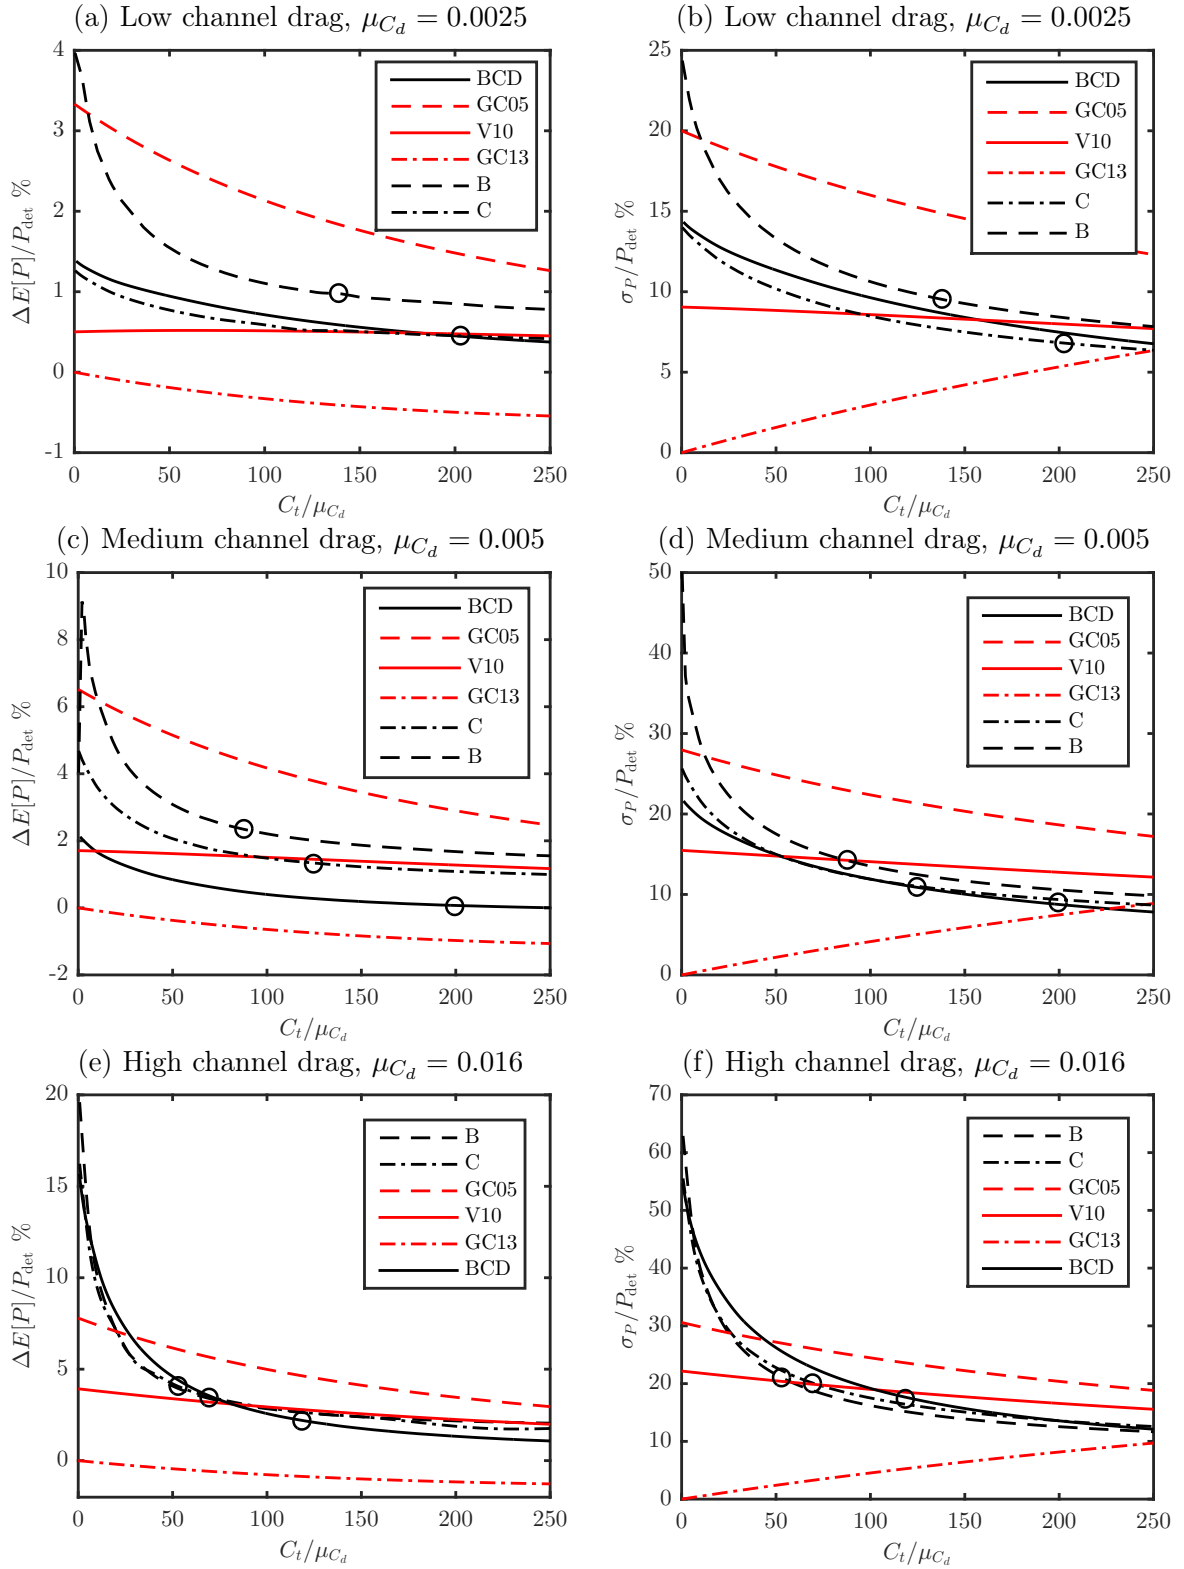 (a) Low channel drag, μ_{C_d} = 0.0025
4
3
2
1
0
-1
ΔE[P]/P_det %
BCD
GC05
V10
GC13
B
C
0 50 100 150 200 250
C_t/μ_{C_d}
(b) Low channel drag, μ_{C_d} = 0.0025
25
20
15
10
5
0
σ_P/P_det %
BCD
GC05
V10
GC13
C
B
0 50 100 150 200 250
C_t/μ_{C_d}
(c) Medium channel drag, μ_{C_d} = 0.005
10
8
6
4
2
0
-2
ΔE[P]/P_det %
BCD
GC05
V10
GC13
C
B
0 50 100 150 200 250
C_t/μ_{C_d}
(d) Medium channel drag, μ_{C_d} = 0.005
50
40
30
20
10
0
σ_P/P_det %
BCD
GC05
V10
GC13
C
B
0 50 100 150 200 250
C_t/μ_{C_d}
(e) High channel drag, μ_{C_d} = 0.016
20
15
10
5
0
ΔE[P]/P_det %
B
C
GC05
V10
GC13
BCD
0 50 100 150 200 250
C_t/μ_{C_d}
(f) High channel drag, μ_{C_d} = 0.016
70
60
50
40
30
20
10
0
σ_P/P_det %
B
C
GC05
V10
GC13
BCD
0 50 100 150 200 250
C_t/μ_{C_d}